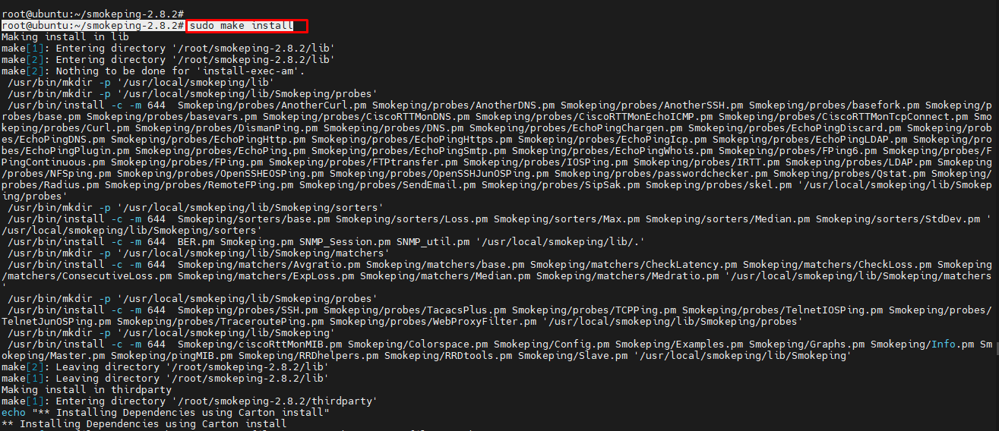 root@ubuntu:~/smokeping-2.8.2#
root@ubuntu:~/smokeping-2.8.2# sudo make install
Making install in lib
make[1]: Entering directory '/root/smokeping-2.8.2/lib'
make[2]: Entering directory '/root/smokeping-2.8.2/lib'
make[2]: Nothing to be done for 'install-exec-am'.
 /usr/bin/mkdir -p '/usr/local/smokeping/lib'
 /usr/bin/mkdir -p '/usr/local/smokeping/lib/Smokeping/probes'
 /usr/bin/install -c -m 644  Smokeping/probes/AnotherCurl.pm Smokeping/probes/AnotherDNS.pm Smokeping/probes/AnotherSSH.pm Smokeping/probes/basefork.pm Smokeping/p
robes/base.pm Smokeping/probes/basevars.pm Smokeping/probes/CiscoRTTMonDNS.pm Smokeping/probes/CiscoRTTMonEchoICMP.pm Smokeping/probes/CiscoRTTMonTcpConnect.pm Smo
keping/probes/Curl.pm Smokeping/probes/DismanPing.pm Smokeping/probes/DNS.pm Smokeping/probes/EchoPingChargen.pm Smokeping/probes/EchoPingDiscard.pm Smokeping/prob
es/EchoPingDNS.pm Smokeping/probes/EchoPingHttp.pm Smokeping/probes/EchoPingHttps.pm Smokeping/probes/EchoPingIcp.pm Smokeping/probes/EchoPingLDAP.pm Smokeping/pro
bes/EchoPingPlugin.pm Smokeping/probes/EchoPing.pm Smokeping/probes/EchoPingSmtp.pm Smokeping/probes/EchoPingWhois.pm Smokeping/probes/FPing6.pm Smokeping/probes/F
PingContinuous.pm Smokeping/probes/FPing.pm Smokeping/probes/FTPtransfer.pm Smokeping/probes/IOSPing.pm Smokeping/probes/IRTT.pm Smokeping/probes/LDAP.pm Smokeping
/probes/NFSping.pm Smokeping/probes/OpenSSHEOSPing.pm Smokeping/probes/OpenSSHJunOSPing.pm Smokeping/probes/passwordchecker.pm Smokeping/probes/Qstat.pm Smokeping/
probes/Radius.pm Smokeping/probes/RemoteFPing.pm Smokeping/probes/SendEmail.pm Smokeping/probes/SipSak.pm Smokeping/probes/skel.pm '/usr/local/smokeping/lib/Smokep
ing/probes'
 /usr/bin/mkdir -p '/usr/local/smokeping/lib/Smokeping/sorters'
 /usr/bin/install -c -m 644  Smokeping/sorters/base.pm Smokeping/sorters/Loss.pm Smokeping/sorters/Max.pm Smokeping/sorters/Median.pm Smokeping/sorters/StdDev.pm '
/usr/local/smokeping/lib/Smokeping/sorters'
 /usr/bin/install -c -m 644  BER.pm Smokeping.pm SNMP_Session.pm SNMP_util.pm '/usr/local/smokeping/lib/.'
 /usr/bin/mkdir -p '/usr/local/smokeping/lib/Smokeping/matchers'
 /usr/bin/install -c -m 644  Smokeping/matchers/Avgratio.pm Smokeping/matchers/base.pm Smokeping/matchers/CheckLatency.pm Smokeping/matchers/CheckLoss.pm Smokeping
/matchers/ConsecutiveLoss.pm Smokeping/matchers/ExpLoss.pm Smokeping/matchers/Median.pm Smokeping/matchers/Medratio.pm '/usr/local/smokeping/lib/Smokeping/matchers
'
 /usr/bin/mkdir -p '/usr/local/smokeping/lib/Smokeping/probes'
 /usr/bin/install -c -m 644  Smokeping/probes/SSH.pm Smokeping/probes/TacacsPlus.pm Smokeping/probes/TCPPing.pm Smokeping/probes/TelnetIOSPing.pm Smokeping/probes/
TelnetJunOSPing.pm Smokeping/probes/TraceroutePing.pm Smokeping/probes/WebProxyFilter.pm '/usr/local/smokeping/lib/Smokeping/probes'
 /usr/bin/mkdir -p '/usr/local/smokeping/lib/Smokeping'
 /usr/bin/install -c -m 644  Smokeping/ciscoRttMonMIB.pm Smokeping/Colorspace.pm Smokeping/Config.pm Smokeping/Examples.pm Smokeping/Graphs.pm Smokeping/Info.pm Sm
okeping/Master.pm Smokeping/pingMIB.pm Smokeping/RRDhelpers.pm Smokeping/RRDtools.pm Smokeping/Slave.pm '/usr/local/smokeping/lib/Smokeping'
make[2]: Leaving directory '/root/smokeping-2.8.2/lib'
make[1]: Leaving directory '/root/smokeping-2.8.2/lib'
Making install in thirdparty
make[1]: Entering directory '/root/smokeping-2.8.2/thirdparty'
echo "** Installing Dependencies using Carton install"
** Installing Dependencies using Carton install